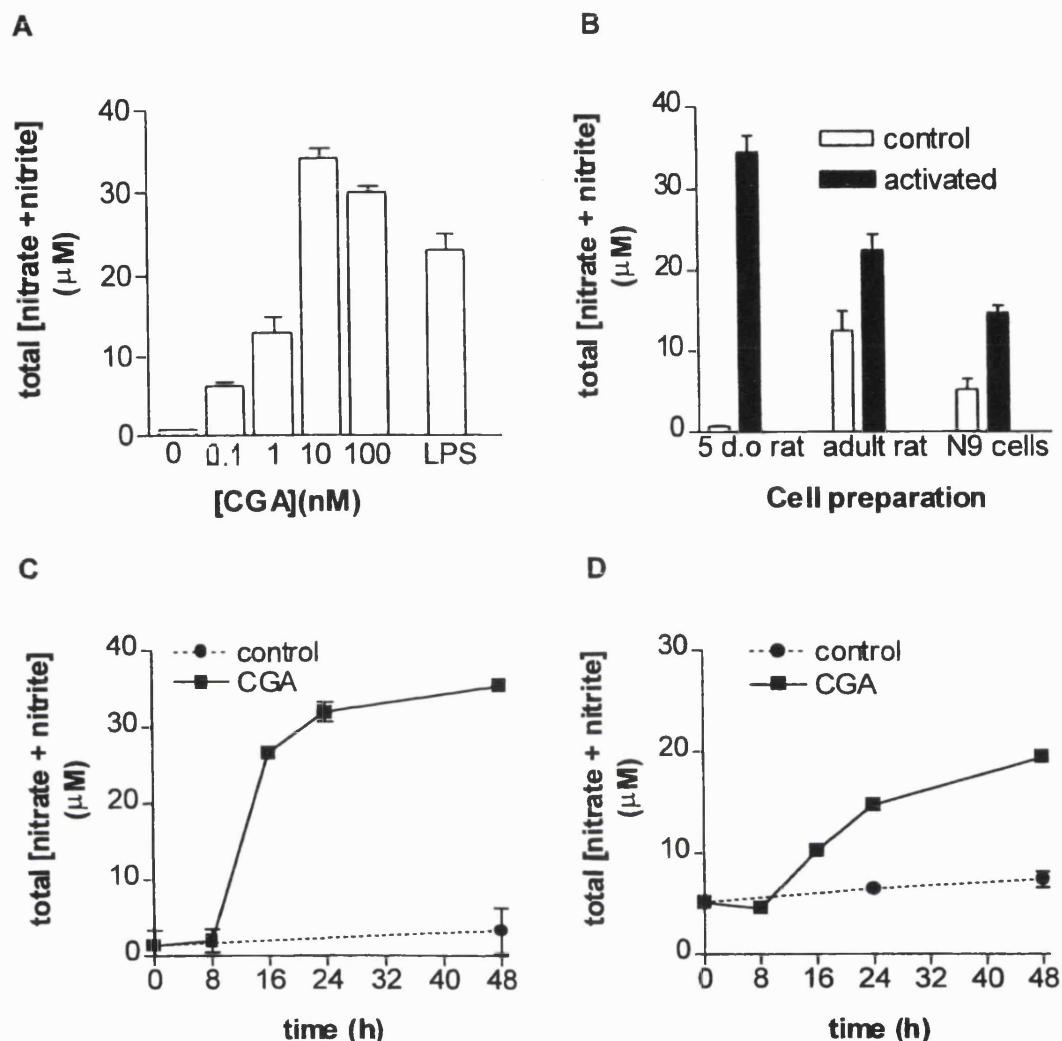 A
total [nitrate +nitrite]
(μM)
40
30
20
10
0
0 0.1 1 10 100 LPS
[CGA](nM)
B
total [nitrate + nitrite]
(μM)
40
30
20
10
0
control
activated
5 d.o rat adult rat N9 cells
Cell preparation
C
total [nitrate + nitrite]
(μM)
40
30
20
10
0
control
CGA
0 8 16 24 32 40 48
time (h)
D
total [nitrate + nitrite]
(μM)
30
20
10
0
control
CGA
0 8 16 24 32 40 48
time (h)